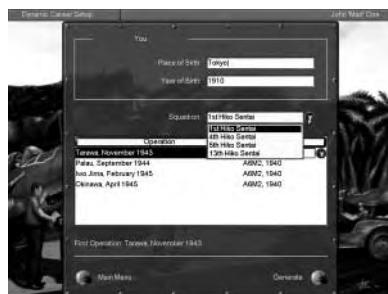 Dynamic Career Setup
John 'Mad' Doe
You
Place of Birth: Tokyo
Year of Birth: 1910
Squadron: 1st Hiko Sentai
1st Hiko Sentai
4th Hiko Sentai
5th Hiko Sentai
13th Hiko Sentai
Operation
Tarawa, November 1943
Palau, September 1944 A6M2, 1940
Iwo Jima, February 1945 A6M2, 1940
Okinawa, April 1945 A6M2, 1940
First Operation: Tarawa, November 1943
Main Menu
Generate